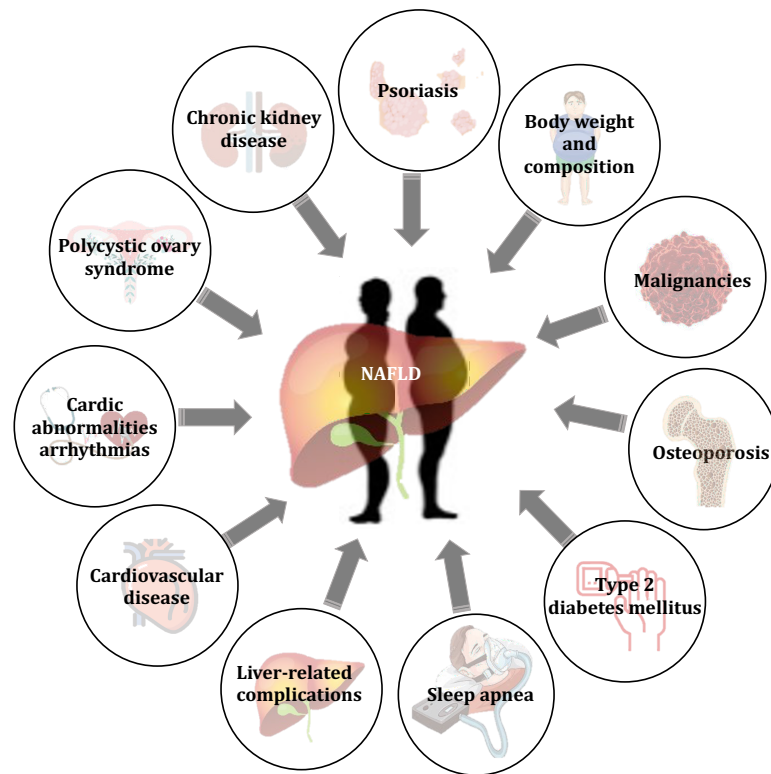 Psoriasis
Body weight
and
composition
Malignancies
Osteoporosis
Type 2
diabetes mellitus
Sleep apnea
Liver-related
complications
Cardiovascular
disease
Cardic
abnormalities
arrhythmias
Polycystic ovary
syndrome
Chronic kidney
disease
NAFLD